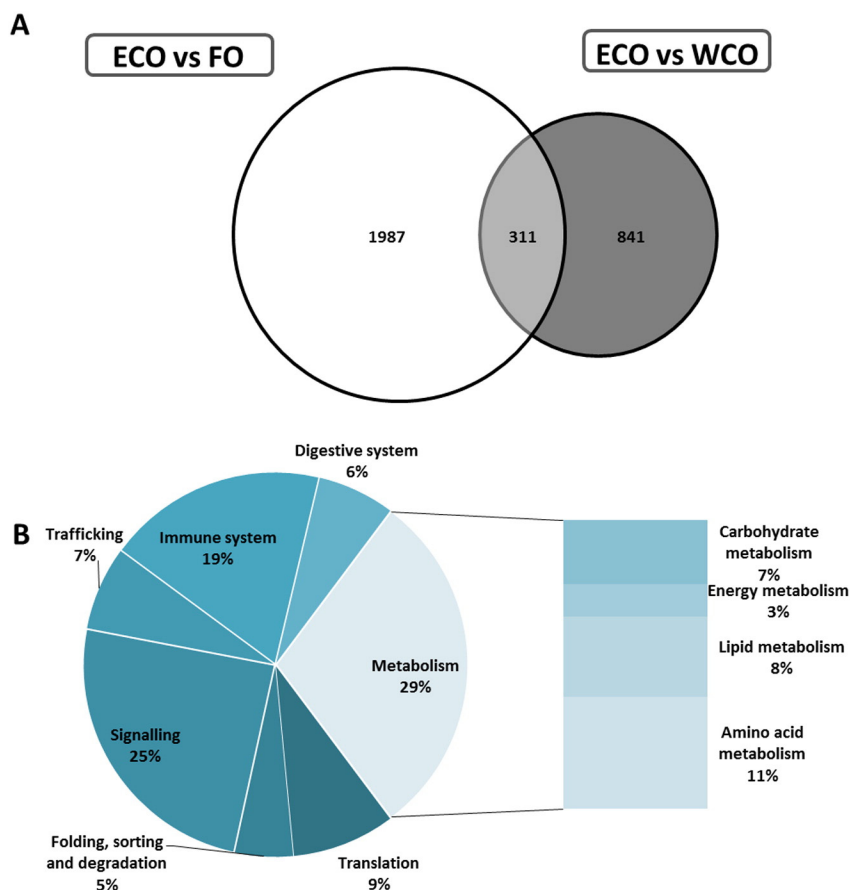 A
ECO vs FO
ECO vs WCO
1987
311
841
B
Digestive system
6%
Trafficking
7%
Immune system
19%
Metabolism
29%
Signalling
25%
Folding, sorting
and degradation
5%
Translation
9%
Carbohydrate
metabolism
7%
Energy metabolism
3%
Lipid metabolism
8%
Amino acid
metabolism
11%